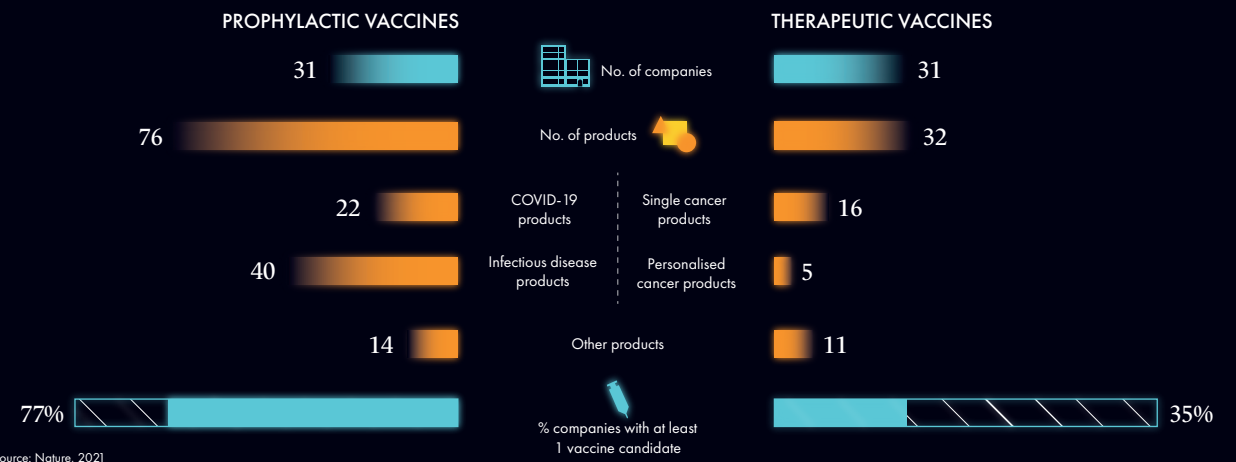 PROPHYLACTIC VACCINES
THERAPEUTIC VACCINES
31
No. of companies
31
76
No. of products
32
22
COVID-19
products
Single cancer
products
16
40
Infectious disease
products
Personalised
cancer products
5
14
Other products
11
77%
% companies with at least
1 vaccine candidate
35%
ource: Nature, 2021